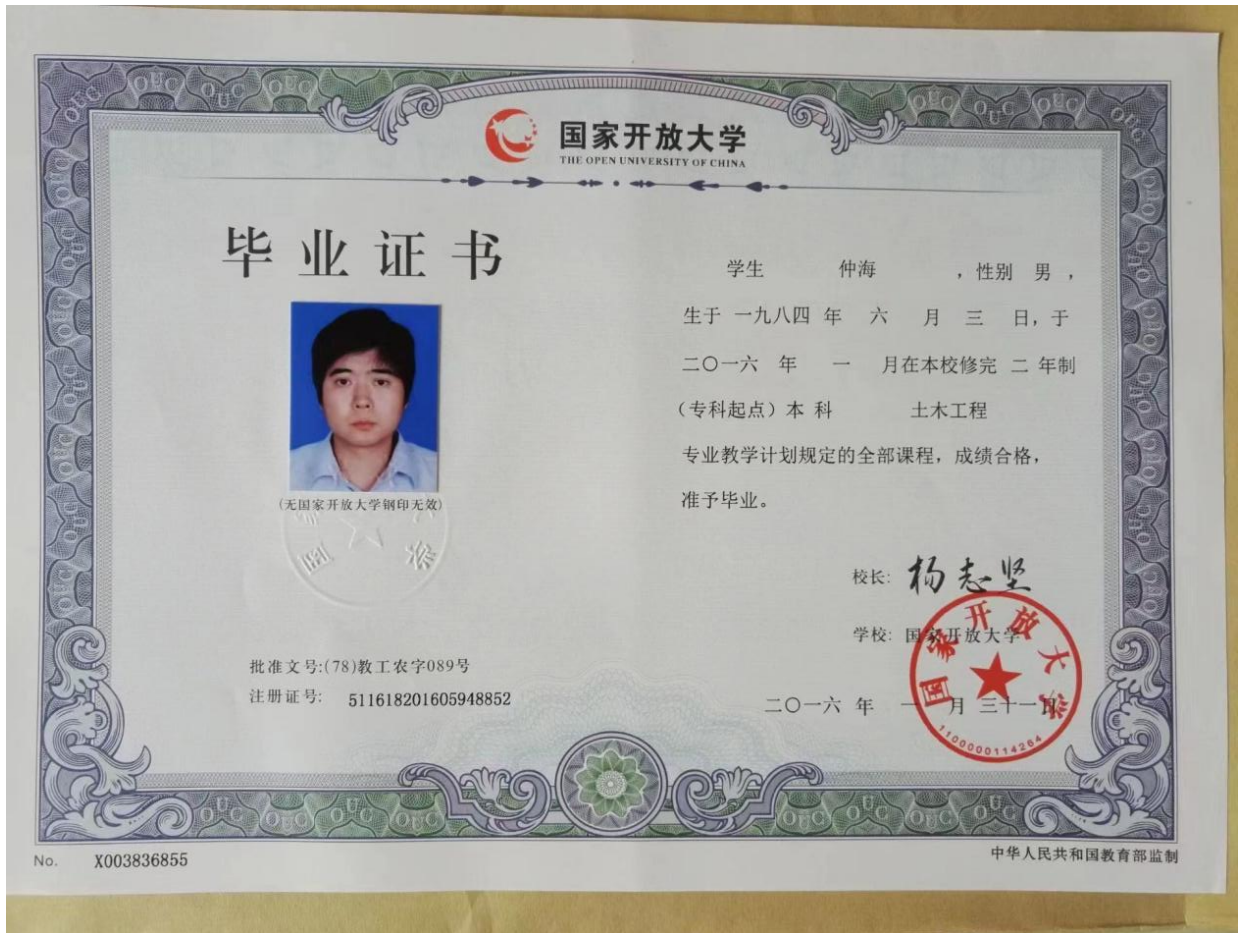 国家开放大学
THE OPEN UNIVERSITY OF CHINA
毕业证书
(无国家开放大学钢印无效)
批准文号:(78)教工农字089号
注册证号: 511618201605948852
学生 仲海 ，性别 男 ，
生于 一九八四 年 六 月 三 日，于
二〇一六 年 一 月在本校修完 二 年制
（专科起点）本 科 土木工程
专业教学计划规定的全部课程，成绩合格，
准予毕业。
校长: 杨志坚
学校: 国家开放大学
二〇一六 年 一 月 三十一日
国家开放大学
1100000114264
No. X003836855
中华人民共和国教育部监制